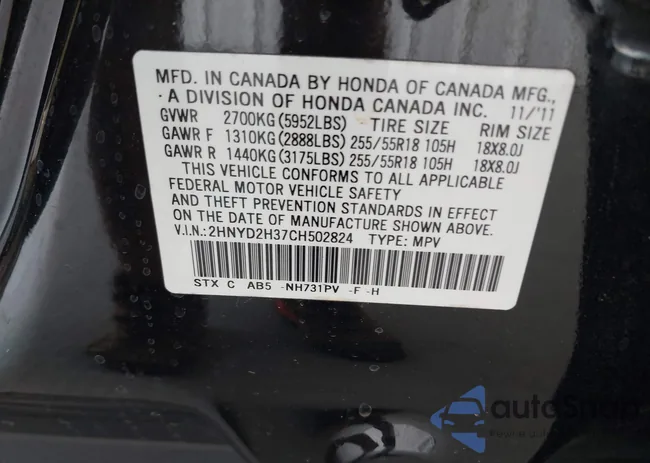 MFD. IN CANADA BY HONDA OF CANADA MFG.,
A DIVISION OF HONDA CANADA INC. 11/'11
GVWR 2700KG(5952LBS) TIRE SIZE RIM SIZE
GAWR F 1310KG(2888LBS) 255/55R18 105H 18X8.0J
GAWR R 1440KG(3175LBS) 255/55R18 105H 18X8.0J
THIS VEHICLE CONFORMS TO ALL APPLICABLE
FEDERAL MOTOR VEHICLE SAFETY
AND THEFT PREVENTION STANDARDS IN EFFECT
ON THE DATE OF MANUFACTURE SHOWN ABOVE.
V.I.N.:2HNYD2H37CH502824 TYPE: MPV
STX C AB5 -NH731PV -F -H
autoShop